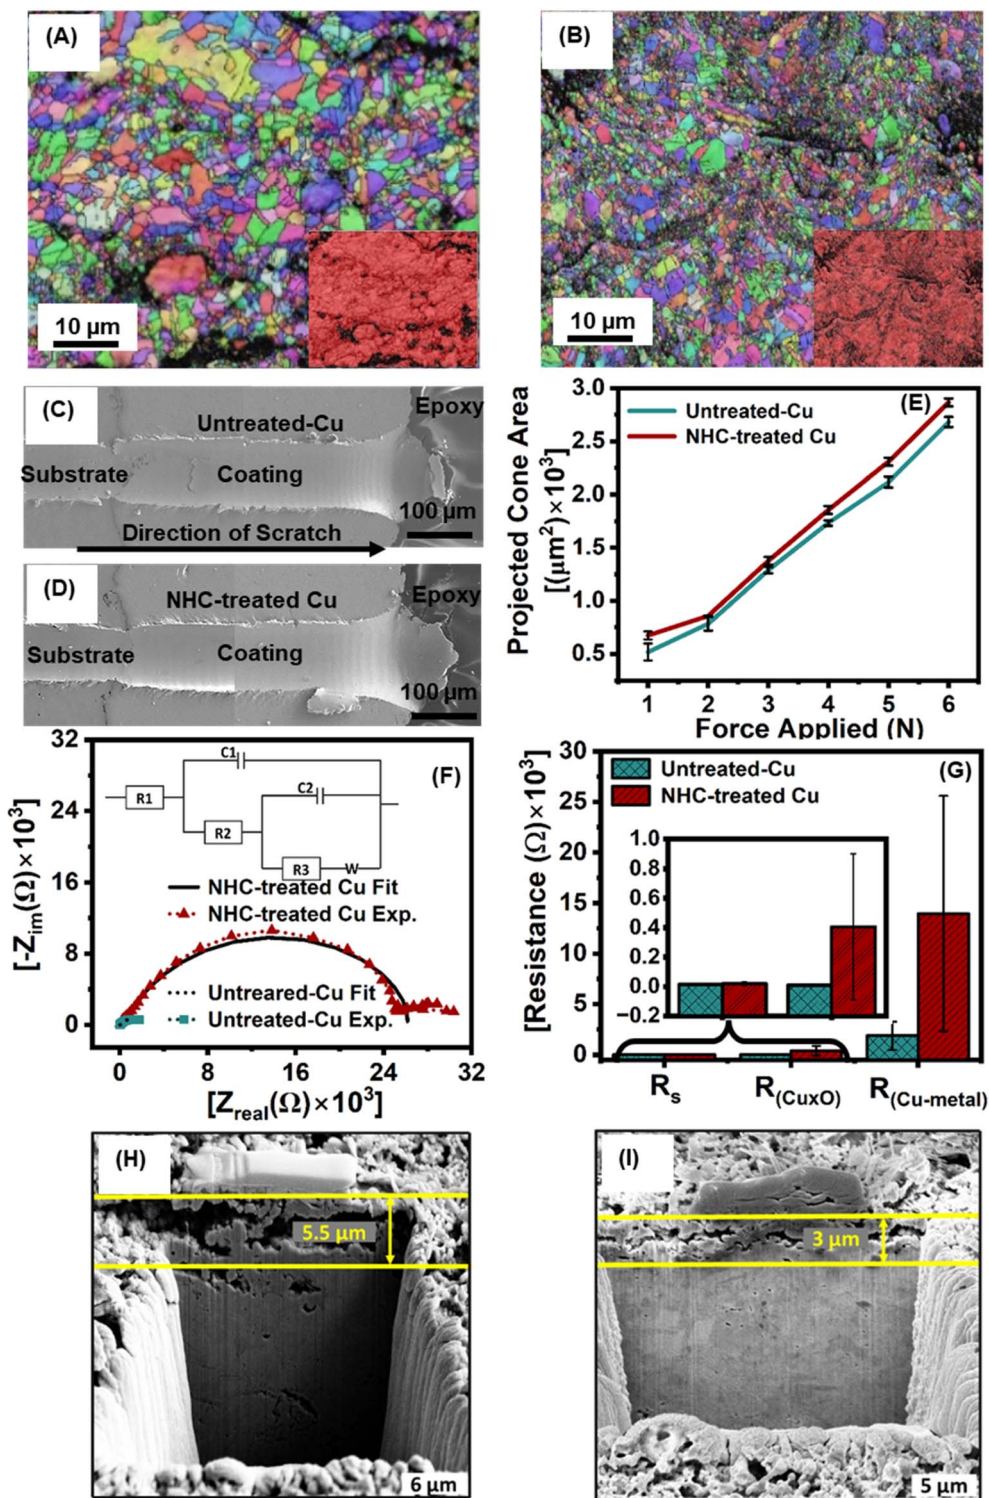 (A)
10 μm
(B)
10 μm
(C)
Untreated-Cu
Epoxy
Substrate
Coating
100 μm
Direction of Scratch
(D)
NHC-treated Cu
Epoxy
Substrate
Coating
100 μm
(E)
Untreated-Cu
NHC-treated Cu
Projected Cone Area
[(μm²)×10³)
3.0
2.5
2.0
1.5
1.0
0.5
1 2 3 4 5 6
Force Applied (N)
(F)
[-Zim(Ω)×10³)
32
24
16
8
0
C1
R1
C2
R2
R3
W
NHC-treated Cu Fit
NHC-treated Cu Exp.
Untreared-Cu Fit
Untreated-Cu Exp.
0 8 16 24 32
[Zreal(Ω)×10³]
(G)
[Resistance (Ω)×10³)
30
25
20
15
10
5
0
Untreated-Cu
NHC-treated Cu
1.0
0.8
0.6
0.4
0.2
0.0
−0.2
Rs
R(CuxO)
R(Cu-metal)
(H)
5.5 μm
6 μm
(I)
3 μm
5 μm